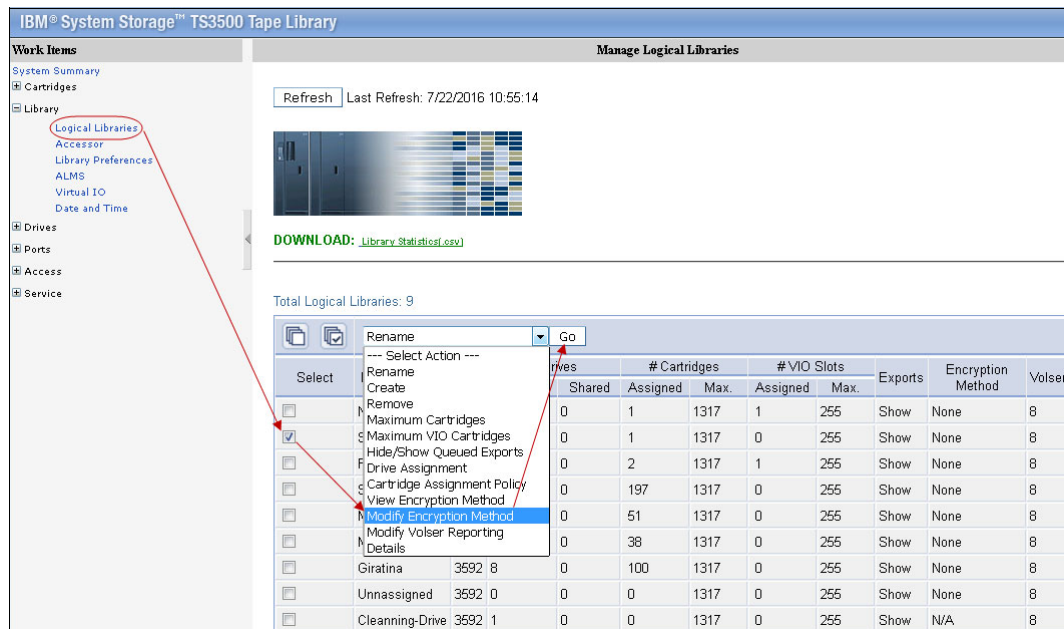 IBM® System Storage™ TS3500 Tape Library
Work Items
Manage Logical Libraries
System Summary
Cartridges
Library
Logical Libraries
Accessor
Library Preferences
ALMS
Virtual IO
Date and Time
Drives
Ports
Access
Service
Refresh Last Refresh: 7/22/2016 10:55:14
DOWNLOAD: Library Statistics(.csv)
Total Logical Libraries: 9
Rename Go
--- Select Action ---
Rename
Create
Remove
Maximum Cartridges
Maximum VIO Cartridges
Hide/Show Queued Exports
Drive Assignment
Cartridge Assignment Policy
View Encryption Method
Modify Encryption Method
Modify Volser Reporting
Details
Select # Cartridges # VIO Slots Exports Encryption Method Volser
Shared Assigned Max. Assigned Max.
0 1 1317 1 255 Show None 8
0 1 1317 0 255 Show None 8
0 2 1317 1 255 Show None 8
0 197 1317 0 255 Show None 8
0 51 1317 0 255 Show None 8
0 38 1317 0 255 Show None 8
Giratina 3592 8 0 100 1317 0 255 Show None 8
Unnassigned 3592 0 0 0 1317 0 255 Show None 8
Cleanning-Drive 3592 1 0 0 1317 0 255 Show N/A 8